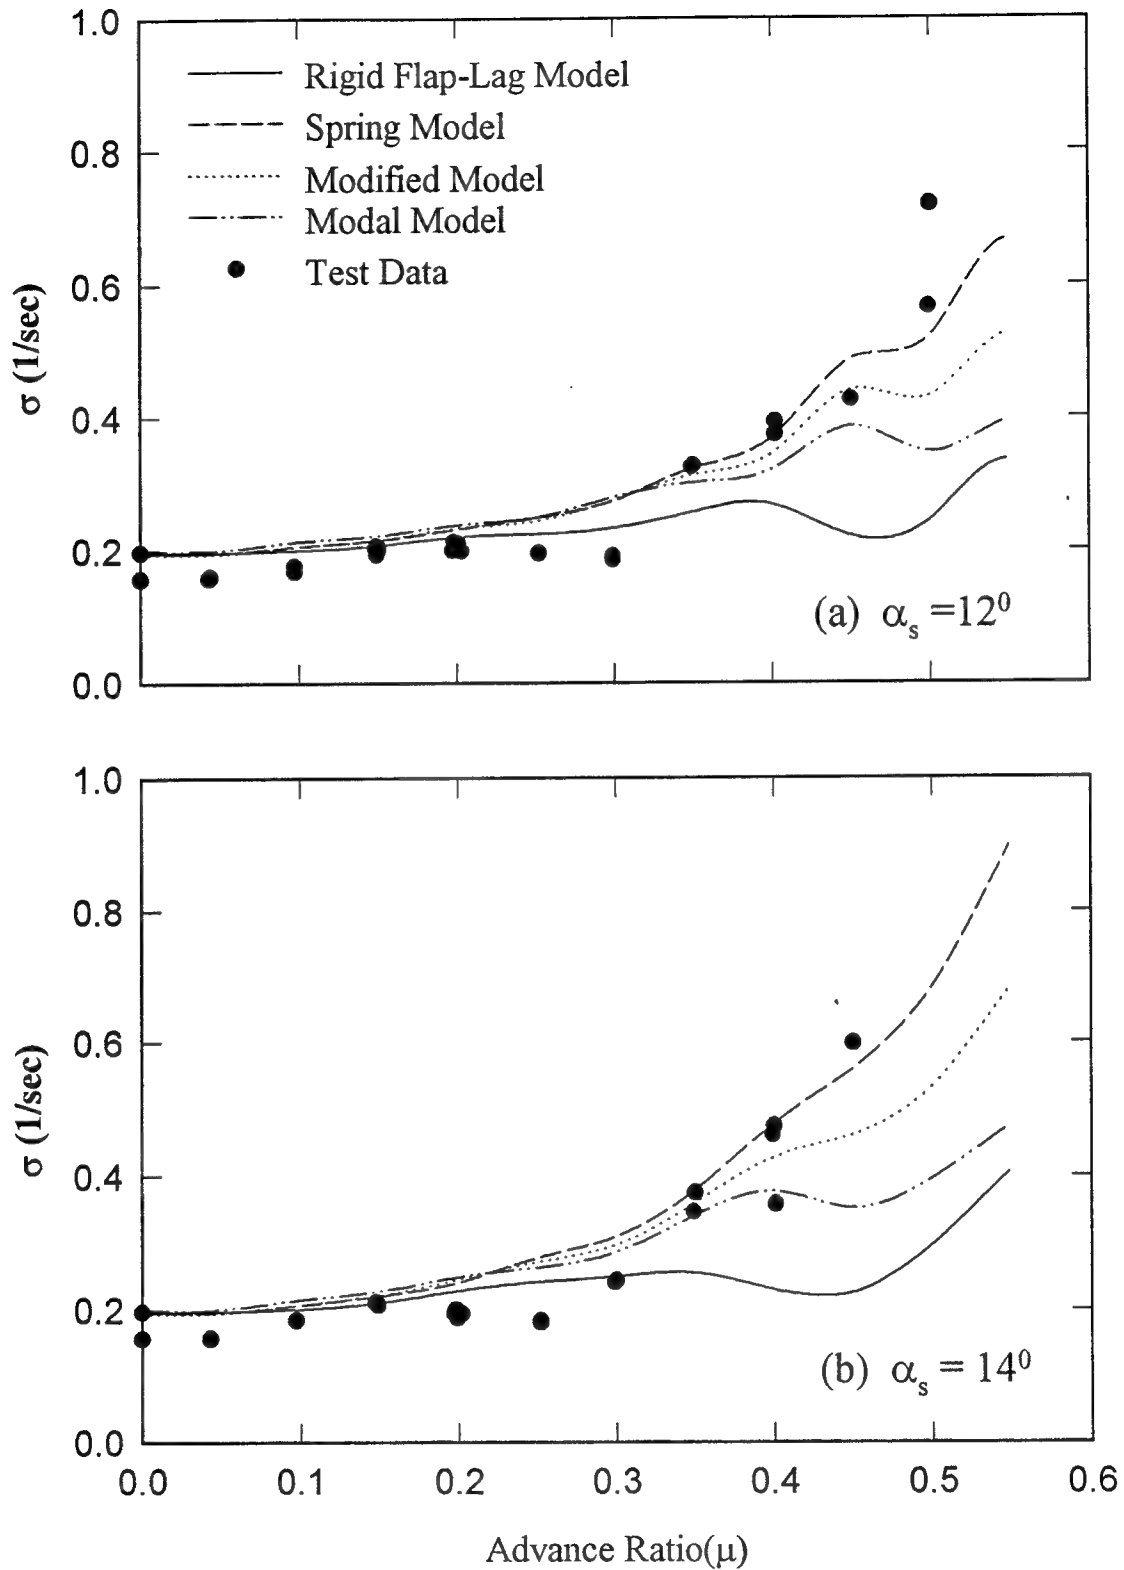 1.0
Rigid Flap-Lag Model
Spring Model
0.8
Modified Model
Modal Model
Test Data
0.6
σ (1/sec)
0.4
0.2
(a) αs =12⁰
0.0
1.0
0.8
0.6
σ (1/sec)
0.4
0.2
(b) αs = 14⁰
0.0
0.0 0.1 0.2 0.3 0.4 0.5 0.6
Advance Ratio(μ)